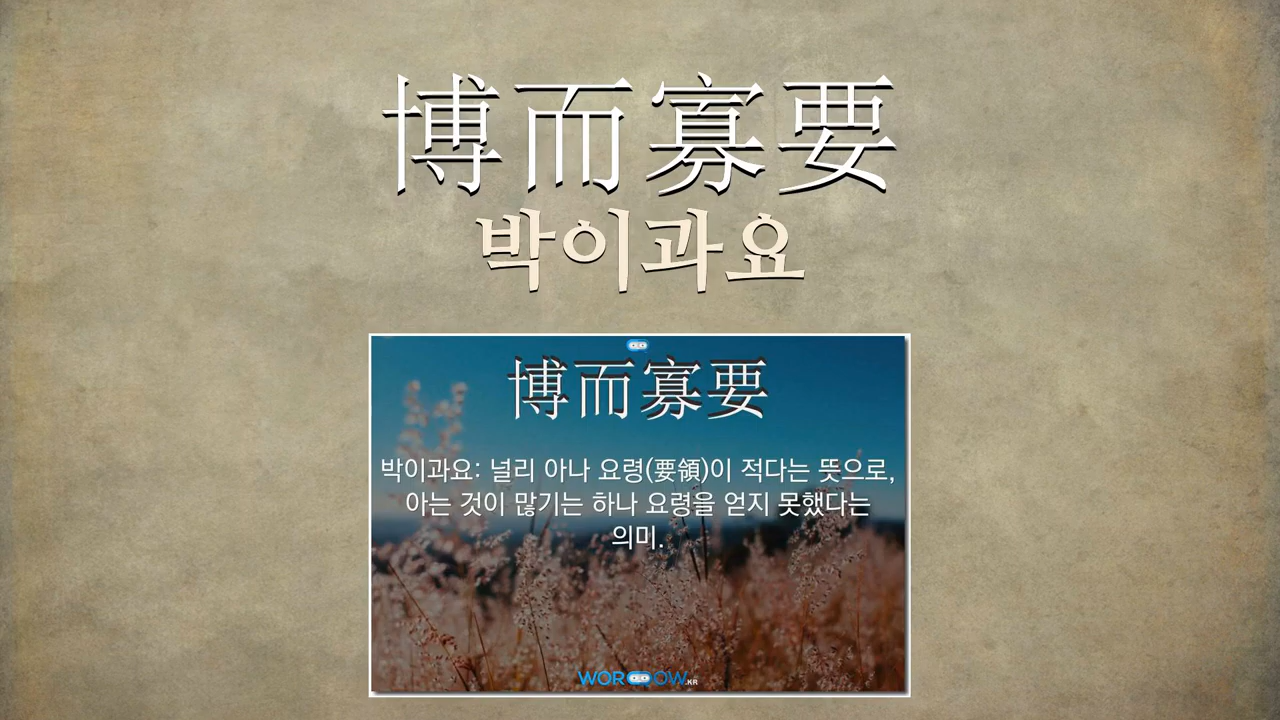 博而寡要
박이과요
博而寡要
박이과요: 널리 아나 요령(要領)이 적다는 뜻으로,
아는 것이 많기는 하나 요령을 얻지 못했다는
의미.